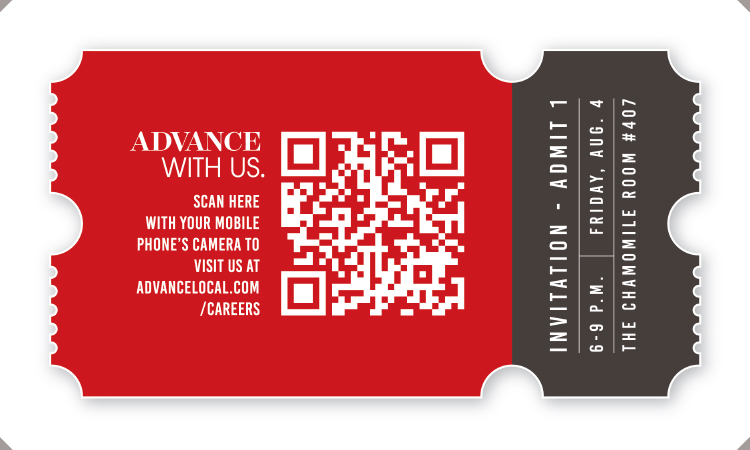 ADVANCE
WITH US.
SCAN HERE
WITH YOUR MOBILE
PHONE'S CAMERA TO
VISIT US AT
ADVANCELOCAL.COM
/CAREERS
INVITATION - ADMIT 1
6-9 P.M. FRIDAY, AUG. 4
THE CHAMOMILE ROOM #407